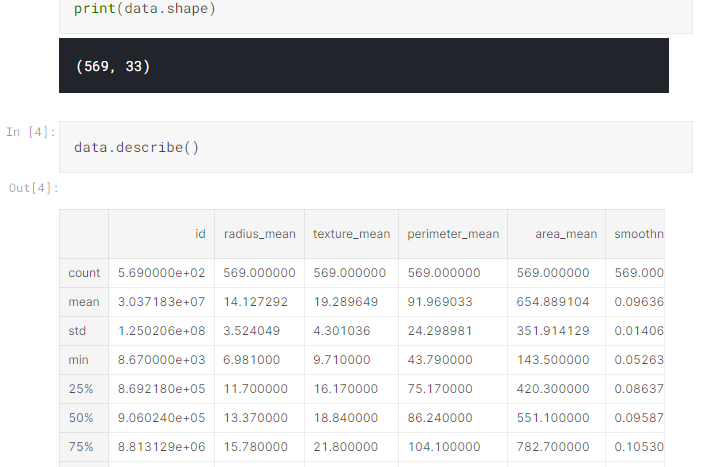 print(data.shape)
(569, 33)
In [4]:
data.describe()
Out[4]:
id radius_mean texture_mean perimeter_mean area_mean smoothn
count 5.690000e+02 569.000000 569.000000 569.000000 569.000000 569.000
mean 3.037183e+07 14.127292 19.289649 91.969033 654.889104 0.09636
std 1.250206e+08 3.524049 4.301036 24.298981 351.914129 0.01406
min 8.670000e+03 6.981000 9.710000 43.790000 143.500000 0.05263
25% 8.692180e+05 11.700000 16.170000 75.170000 420.300000 0.08637
50% 9.060240e+05 13.370000 18.840000 86.240000 551.100000 0.09587
75% 8.813129e+06 15.780000 21.800000 104.100000 782.700000 0.10530